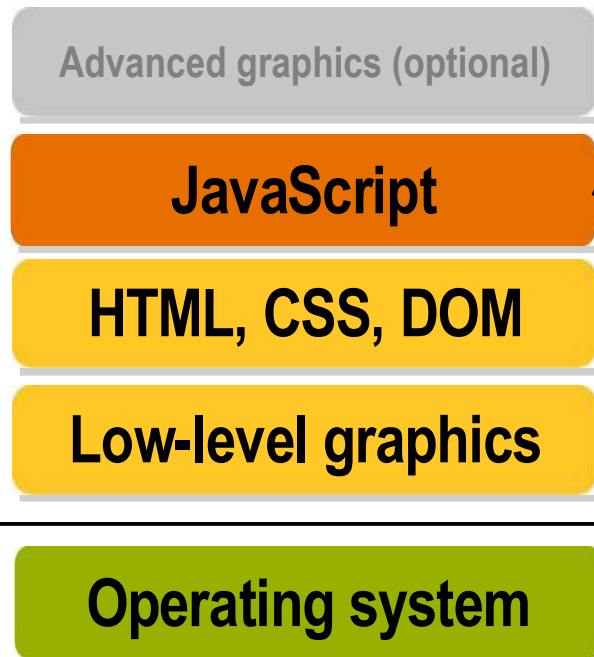 Advanced graphics (optional)
JavaScript
HTML, CSS, DOM
Low-level graphics
Operating system